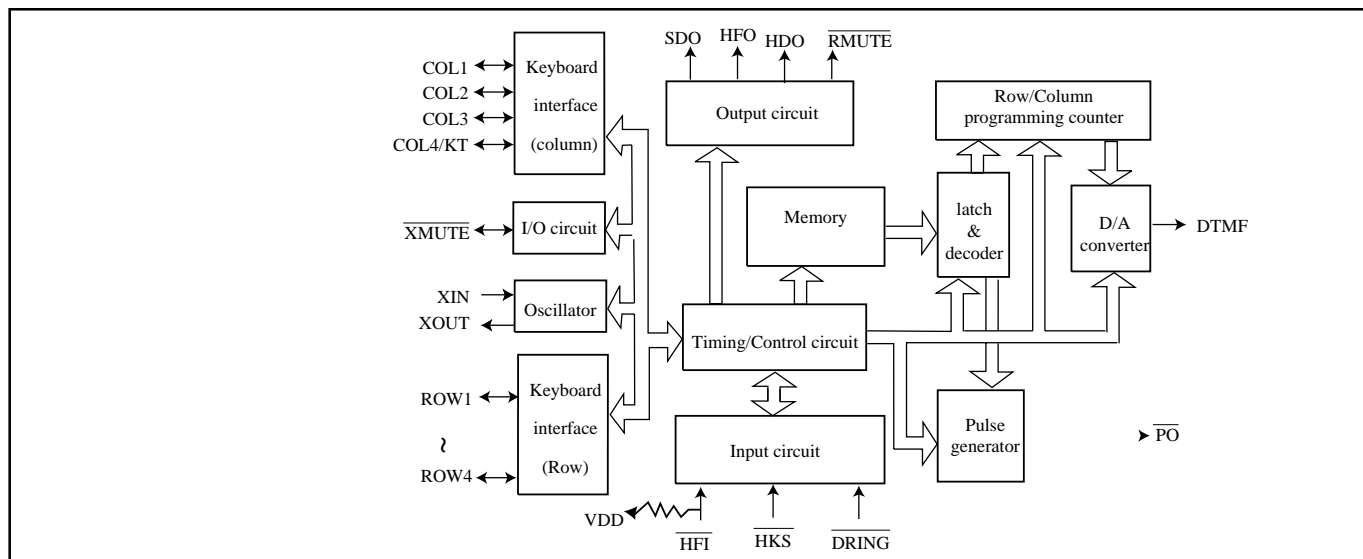 SDO HFO HDO RMUTE
COL1
COL2
COL3
COL4/KT
Keyboard
interface
(column)
Output circuit
Row/Column
programming counter
XMUTE
I/O circuit
Memory
latch
&
decoder
D/A
converter
DTMF
XIN
XOUT
Oscillator
Timing/Control circuit
ROW1
~
ROW4
Keyboard
interface
(Row)
Input circuit
Pulse
generator
PO
VDD
HFI HKS DRING